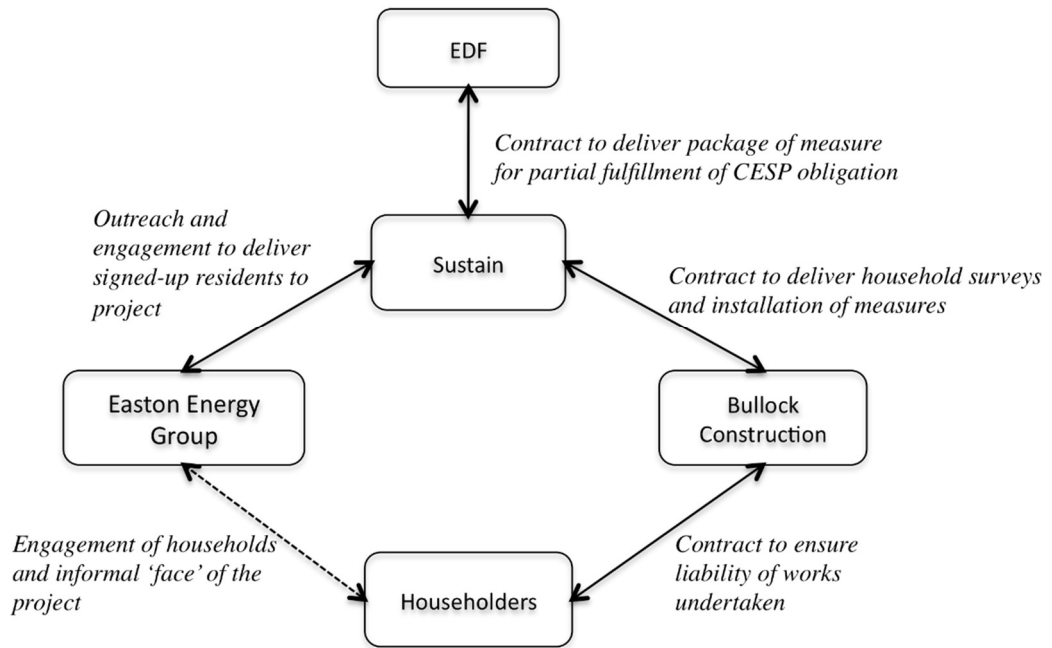 EDF
Contract to deliver package of measure
for partial fulfillment of CESP obligation
Outreach and
engagement to deliver
signed-up residents to
project
Sustain
Contract to deliver household surveys
and installation of measures
Easton Energy
Group
Bullock
Construction
Engagement of households
and informal ‘face’ of the
project
Contract to ensure
liability of works
undertaken
Householders